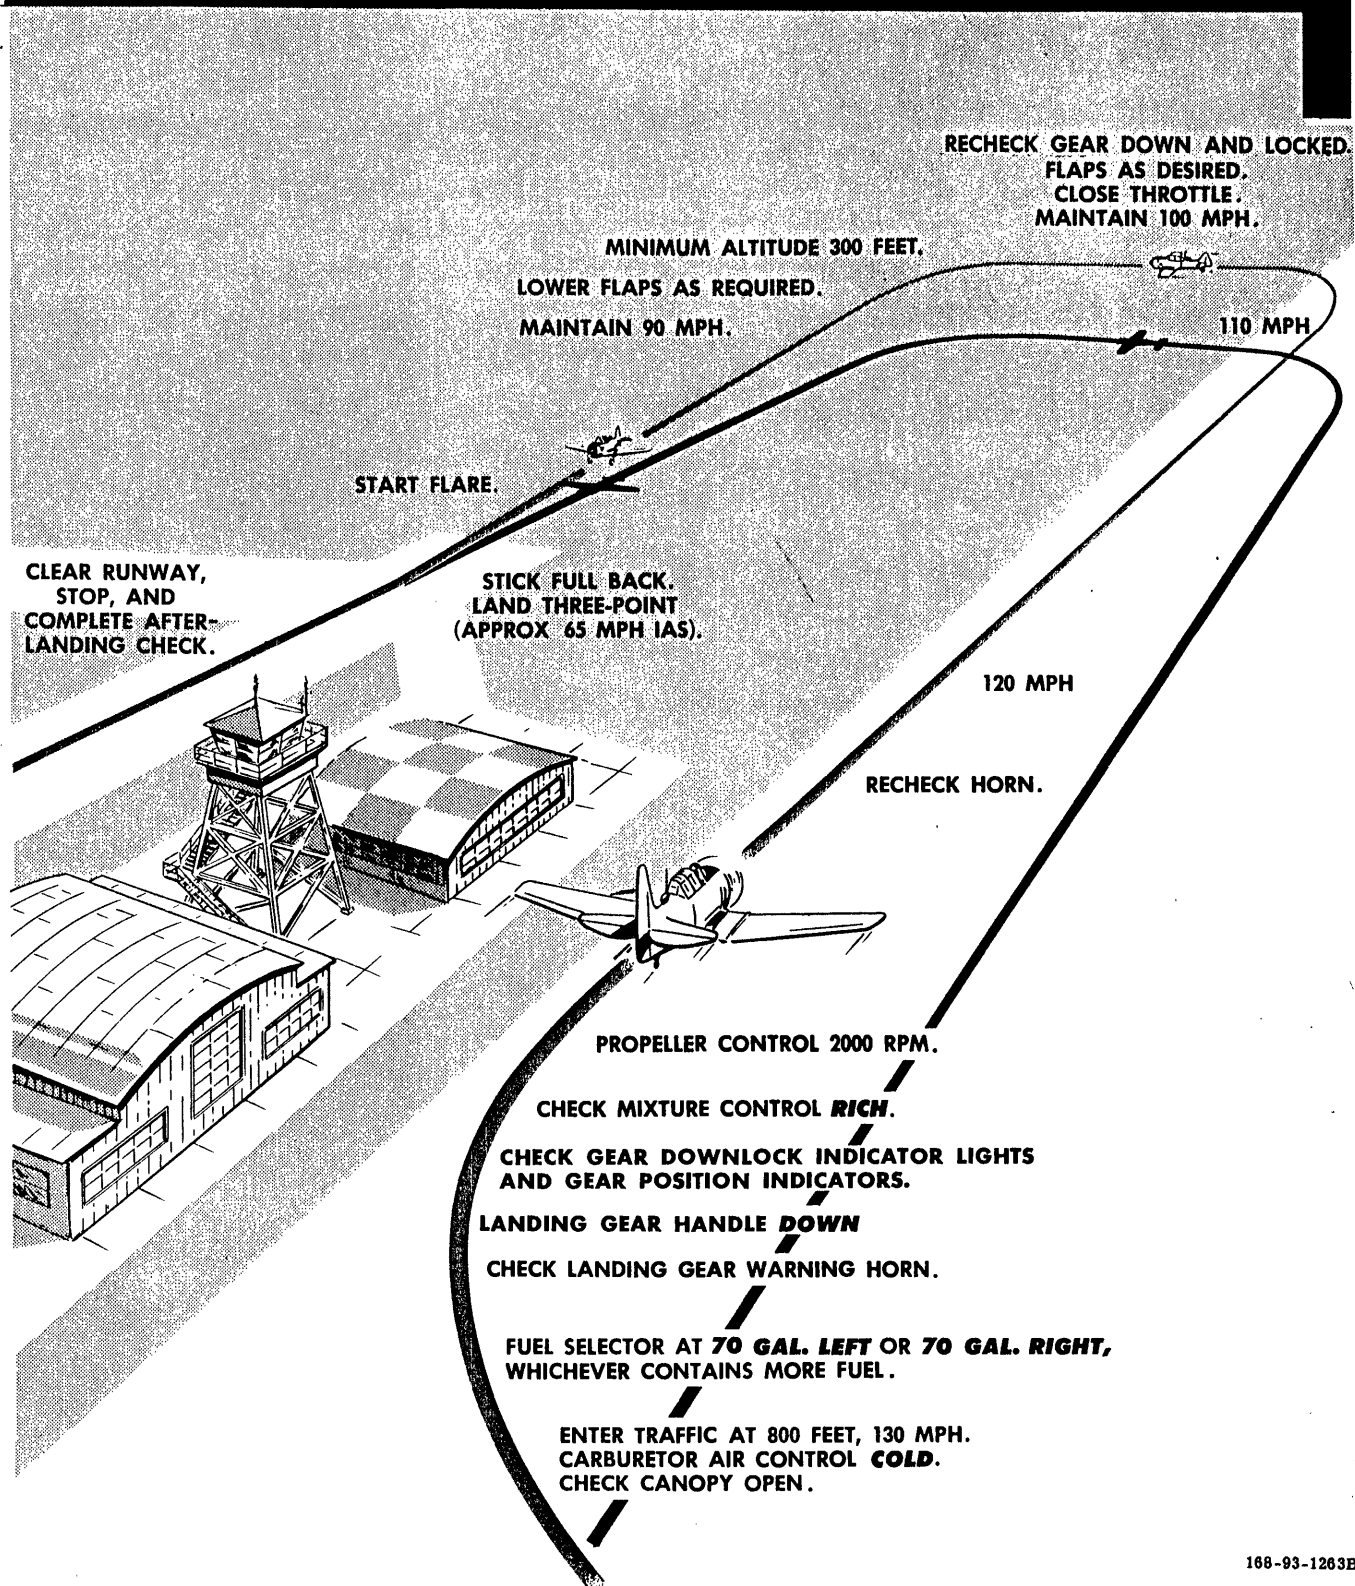 RECHECK GEAR DOWN AND LOCKED.
FLAPS AS DESIRED.
CLOSE THROTTLE.
MAINTAIN 100 MPH.
MINIMUM ALTITUDE 300 FEET.
LOWER FLAPS AS REQUIRED.
MAINTAIN 90 MPH.
110 MPH
START FLARE.
CLEAR RUNWAY,
STOP, AND
COMPLETE AFTER-
LANDING CHECK.
STICK FULL BACK.
LAND THREE-POINT
(APPROX 65 MPH IAS).
120 MPH
RECHECK HORN.
PROPELLER CONTROL 2000 RPM.
CHECK MIXTURE CONTROL RICH.
CHECK GEAR DOWNLOCK INDICATOR LIGHTS
AND GEAR POSITION INDICATORS.
LANDING GEAR HANDLE DOWN
CHECK LANDING GEAR WARNING HORN.
FUEL SELECTOR AT 70 GAL. LEFT OR 70 GAL. RIGHT,
WHICHEVER CONTAINS MORE FUEL.
ENTER TRAFFIC AT 800 FEET, 130 MPH.
CARBURETOR AIR CONTROL COLD.
CHECK CANOPY OPEN.
168-93-1263B